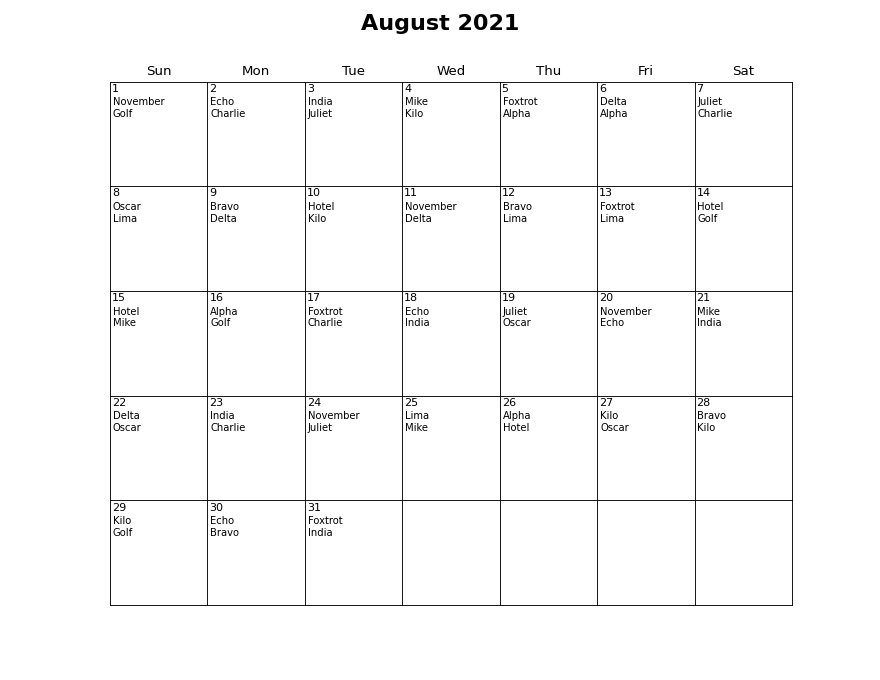 August 2021
Sun Mon Tue Wed Thu Fri Sat
1 2 3 4 5 6 7
November Echo India Mike Foxtrot Delta Juliet
Golf Charlie Juliet Kilo Alpha Alpha Charlie
8 9 10 11 12 13 14
Oscar Bravo Hotel November Bravo Foxtrot Hotel
Lima Delta Kilo Delta Lima Lima Golf
15 16 17 18 19 20 21
Hotel Alpha Foxtrot Echo Juliet November Mike
Mike Golf Charlie India Oscar Echo India
22 23 24 25 26 27 28
Delta India November Lima Alpha Kilo Bravo
Oscar Charlie Juliet Mike Hotel Oscar Kilo
29 30 31
Kilo Echo Foxtrot
Golf Bravo India